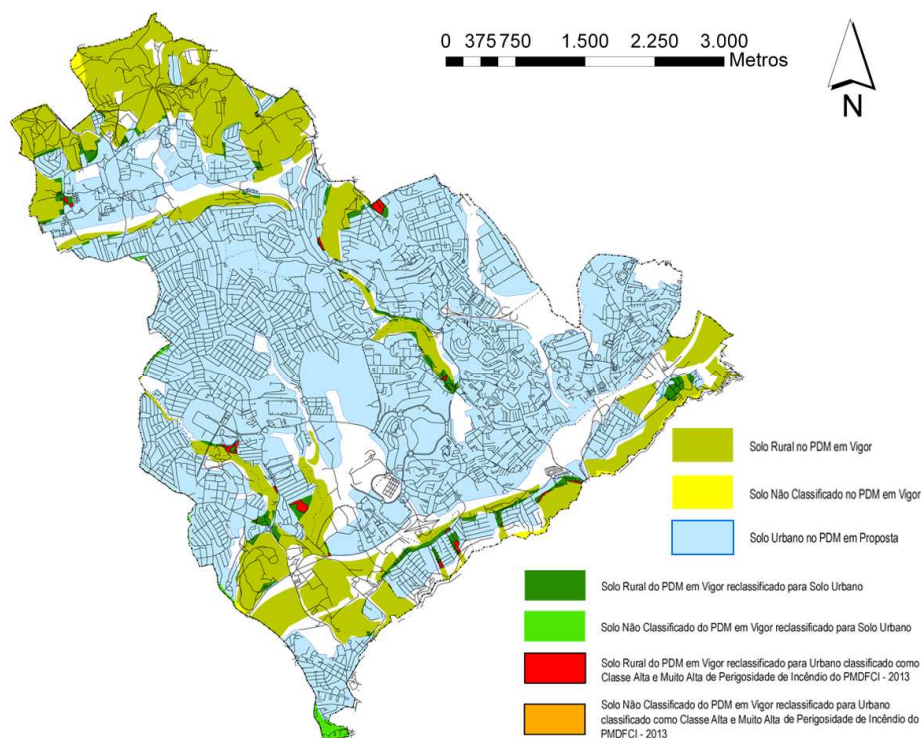 0 375 750 1.500 2.250 3.000
Metros
N
Solo Rural no PDM em Vigor
Solo Não Classificado no PDM em Vigor
Solo Urbano no PDM em Proposta
Solo Rural do PDM em Vigor reclassificado para Solo Urbano
Solo Não Classificado do PDM em Vigor reclassificado para Solo Urbano
Solo Rural do PDM em Vigor reclassificado para Urbano classificado como
Classe Alta e Muito Alta de Perigosidade de Incêndio do PMDFCI - 2013
Solo Não Classificado do PDM em Vigor reclassificado para Urbano
classificado como Classe Alta e Muito Alta de Perigosidade de Incêndio do
PMDFCI - 2013